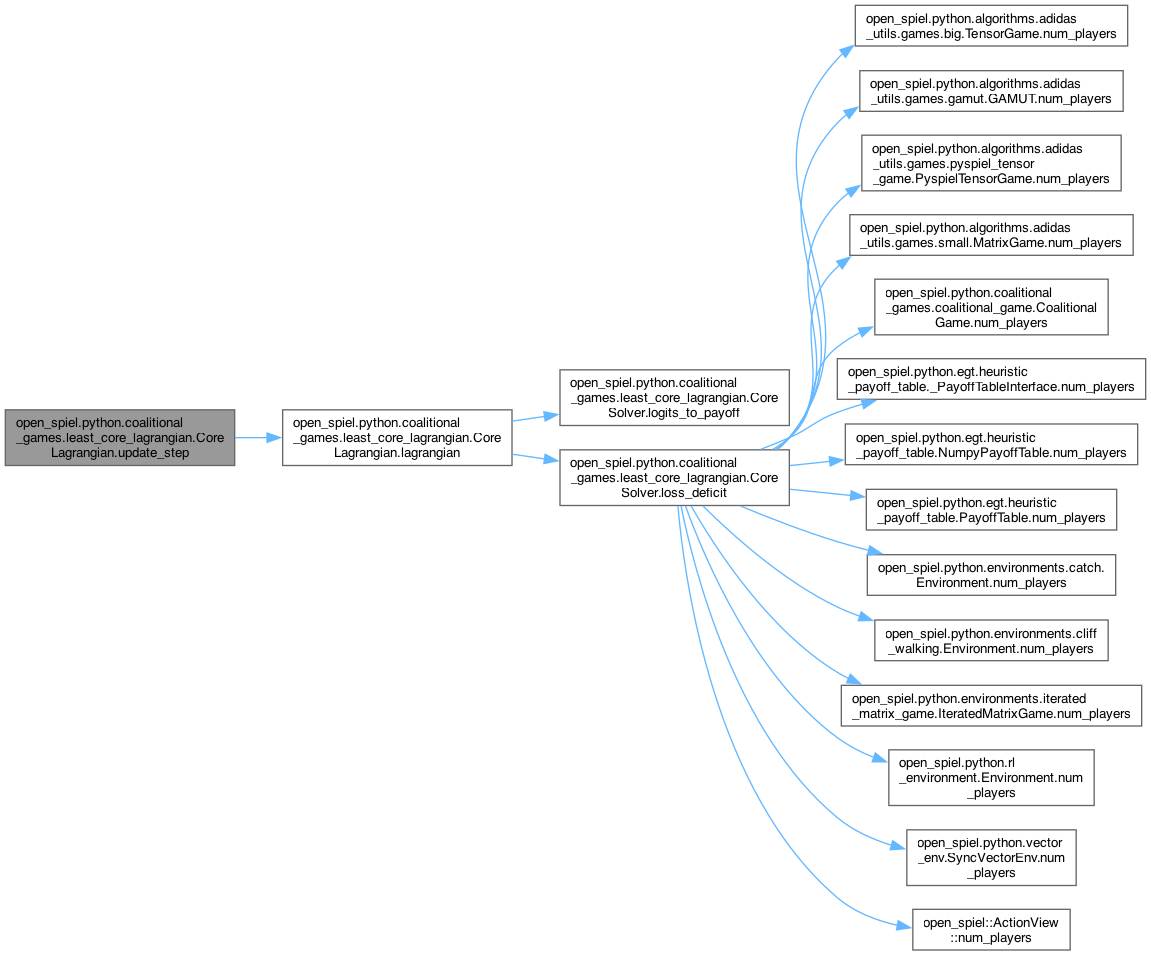 open_spiel.python.coalitional
_games.least_core_lagrangian.Core
Lagrangian.update_step
open_spiel.python.coalitional
_games.least_core_lagrangian.Core
Lagrangian.lagrangian
open_spiel.python.coalitional
_games.least_core_lagrangian.Core
Solver.logits_to_payoff
open_spiel.python.coalitional
_games.least_core_lagrangian.Core
Solver.loss_deficit
open_spiel.python.algorithms.adidas
_utils.games.big.TensorGame.num_players
open_spiel.python.algorithms.adidas
_utils.games.gamut.GAMUT.num_players
open_spiel.python.algorithms.adidas
_utils.games.pyspiel_tensor
_game.PyspielTensorGame.num_players
open_spiel.python.algorithms.adidas
_utils.games.small.MatrixGame.num_players
open_spiel.python.coalitional
_games.coalitional_game.Coalitional
Game.num_players
open_spiel.python.egt.heuristic
_payoff_table._PayoffTableInterface.num_players
open_spiel.python.egt.heuristic
_payoff_table.NumpyPayoffTable.num_players
open_spiel.python.egt.heuristic
_payoff_table.PayoffTable.num_players
open_spiel.python.environments.catch.
Environment.num_players
open_spiel.python.environments.cliff
_walking.Environment.num_players
open_spiel.python.environments.iterated
_matrix_game.IteratedMatrixGame.num_players
open_spiel.python.rl
_environment.Environment.num
_players
open_spiel.python.vector
_env.SyncVectorEnv.num
_players
open_spiel::ActionView
::num_players